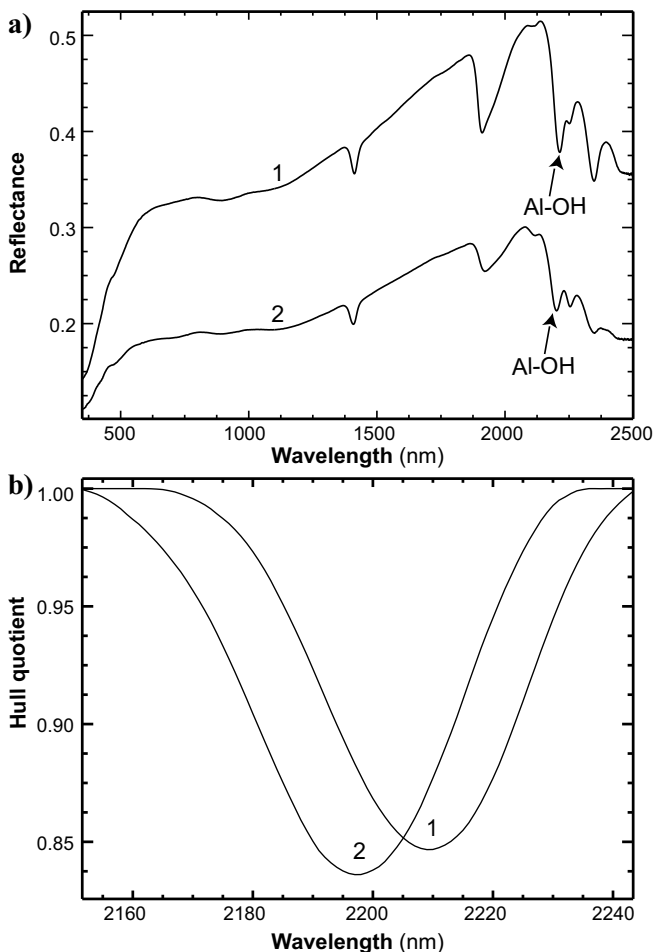 a)
0.5
0.4
0.3
0.2
Reflectance
1
2
Al-OH
Al-OH
500
1000
1500
2000
2500
Wavelength (nm)
b)
1.00
0.95
0.90
0.85
Hull quotient
2
1
2160
2180
2200
2220
2240
Wavelength (nm)